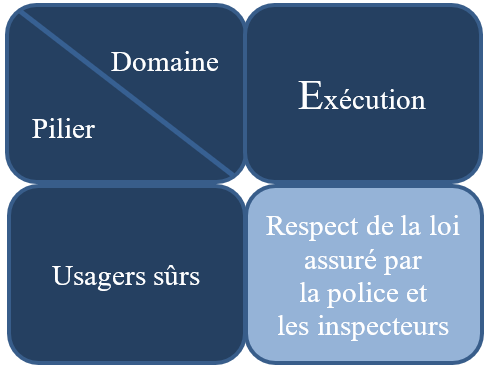 Domaine
Pilier
Exécution
Usagers sûrs
Respect de la loi
assuré par
la police et
les inspecteurs